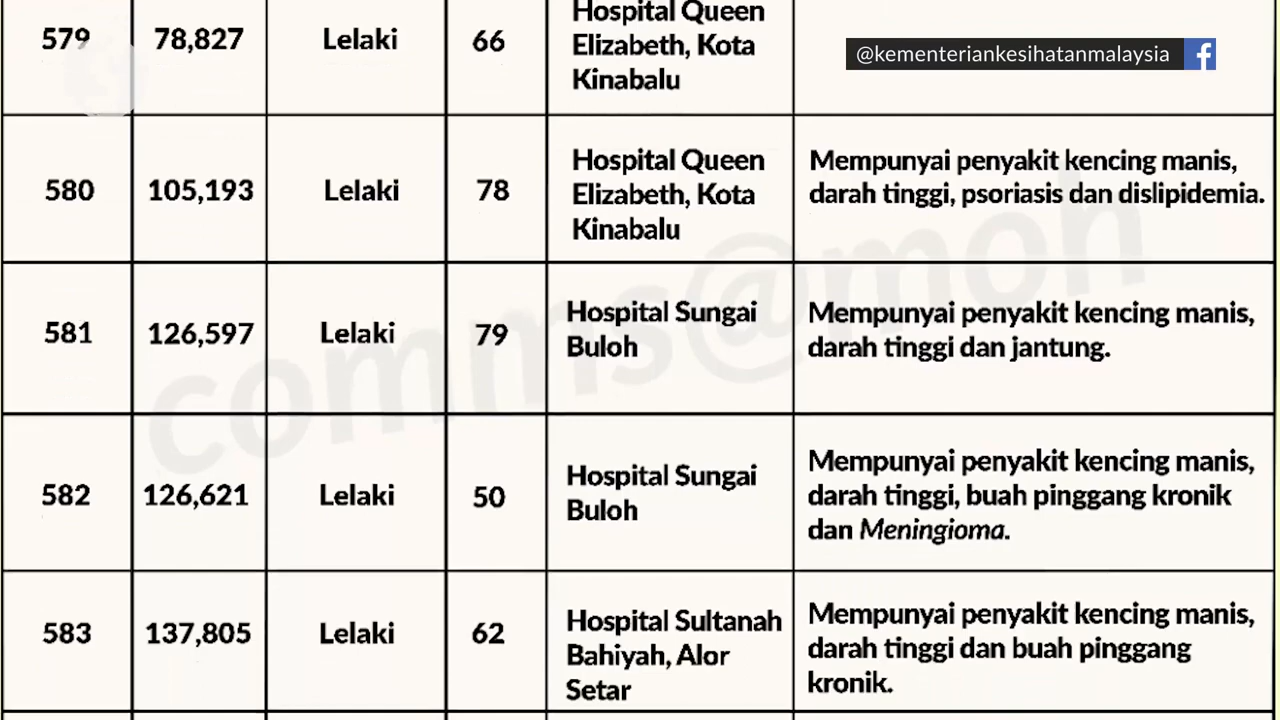 579 78,827 Lelaki 66 Hospital Queen
Elizabeth, Kota
Kinabalu
@kementeriankesihatanmalaysia
580 105,193 Lelaki 78 Hospital Queen
Elizabeth, Kota
Kinabalu
Mempunyai penyakit kencing manis,
darah tinggi, psoriasis dan dislipidemia.
581 126,597 Lelaki 79 Hospital Sungai
Buloh
Mempunyai penyakit kencing manis,
darah tinggi dan jantung.
582 126,621 Lelaki 50 Hospital Sungai
Buloh
Mempunyai penyakit kencing manis,
darah tinggi, buah pinggang kronik
dan Meningioma.
583 137,805 Lelaki 62 Hospital Sultanah
Bahiyah, Alor
Setar
Mempunyai penyakit kencing manis,
darah tinggi dan buah pinggang
kronik.
comms@moh